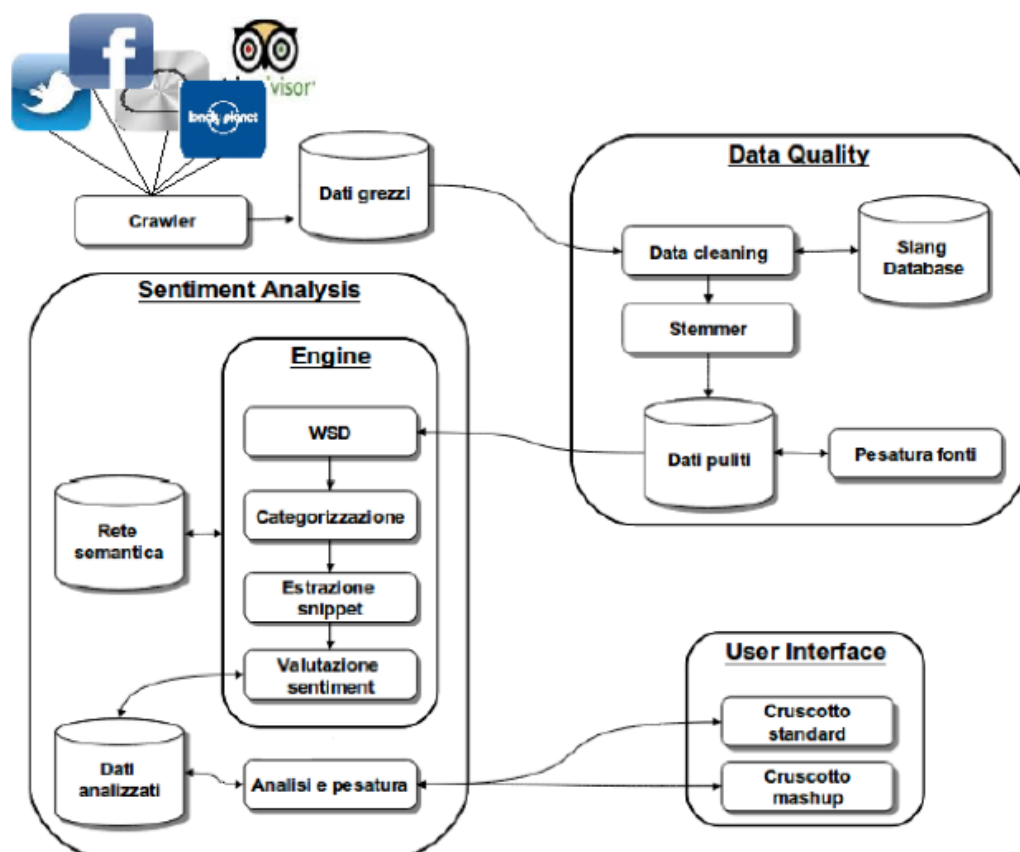 f
visor
lonely planet
Crawler
Dati grezzi
Data Quality
Data cleaning
Slang
Database
Stemmer
Dati puliti
Pesatura fonti
Sentiment Analysis
Engine
WSD
Categorizzazione
Estrazione
snippet
Valutazione
sentiment
Rete
semantica
Dati
analizzati
Analisi e pesatura
User Interface
Cruscotto
standard
Cruscotto
mashup